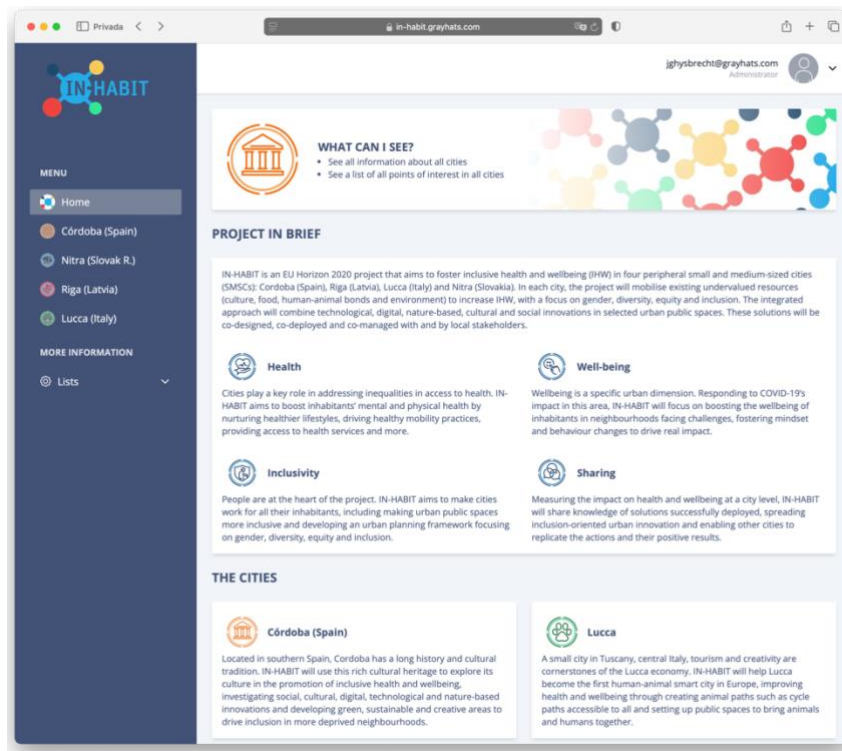 Privada
in-habit.grayhats.com
IN-HABIT
jghysbrecht@grayhats.com
Administrator
MENU
Home
Córdoba (Spain)
Nitra (Slovak R.)
Riga (Latvia)
Lucca (Italy)
MORE INFORMATION
Lists
WHAT CAN I SEE?
• See all information about all cities
• See a list of all points of interest in all cities
PROJECT IN BRIEF
IN-HABIT is an EU Horizon 2020 project that aims to foster inclusive health and wellbeing (IHW) in four peripheral small and medium-sized cities
(SMSCs): Cordoba (Spain), Riga (Latvia), Lucca (Italy) and Nitra (Slovakia). In each city, the project will mobilise existing undervalued resources
(culture, food, human-animal bonds and environment) to increase IHW, with a focus on gender, diversity, equity and inclusion. The integrated
approach will combine technological, digital, nature-based, cultural and social innovations in selected urban public spaces. These solutions will be
co-designed, co-deployed and co-managed with and by local stakeholders.
Health
Cities play a key role in addressing inequalities in access to health. IN-
HABIT aims to boost inhabitants' mental and physical health by
nurturing healthier lifestyles, driving healthy mobility practices,
providing access to health services and more.
Well-being
Wellbeing is a specific urban dimension. Responding to COVID-19's
impact in this area, IN-HABIT will focus on boosting the wellbeing of
inhabitants in neighbourhoods facing challenges, fostering mindset
and behaviour changes to drive real impact.
Inclusivity
People are at the heart of the project. IN-HABIT aims to make cities
work for all their inhabitants, including making urban public spaces
more inclusive and developing an urban planning framework focusing
on gender, diversity, equity and inclusion.
Sharing
Measuring the impact on health and wellbeing at a city level, IN-HABIT
will share knowledge of solutions successfully deployed, spreading
inclusion-oriented urban innovation and enabling other cities to
replicate the actions and their positive results.
THE CITIES
Córdoba (Spain)
Located in southern Spain, Cordoba has a long history and cultural
tradition. IN-HABIT will use this rich cultural heritage to explore its
culture in the promotion of inclusive health and wellbeing,
investigating social, cultural, digital, technological and nature-based
innovations and developing green, sustainable and creative areas to
drive inclusion in more deprived neighbourhoods.
Lucca
A small city in Tuscany, central Italy, tourism and creativity are
cornerstones of the Lucca economy. IN-HABIT will help Lucca
become the first human-animal smart city in Europe, improving
health and wellbeing through creating animal paths such as cycle
paths accessible to all and setting up public spaces to bring animals
and humans together.